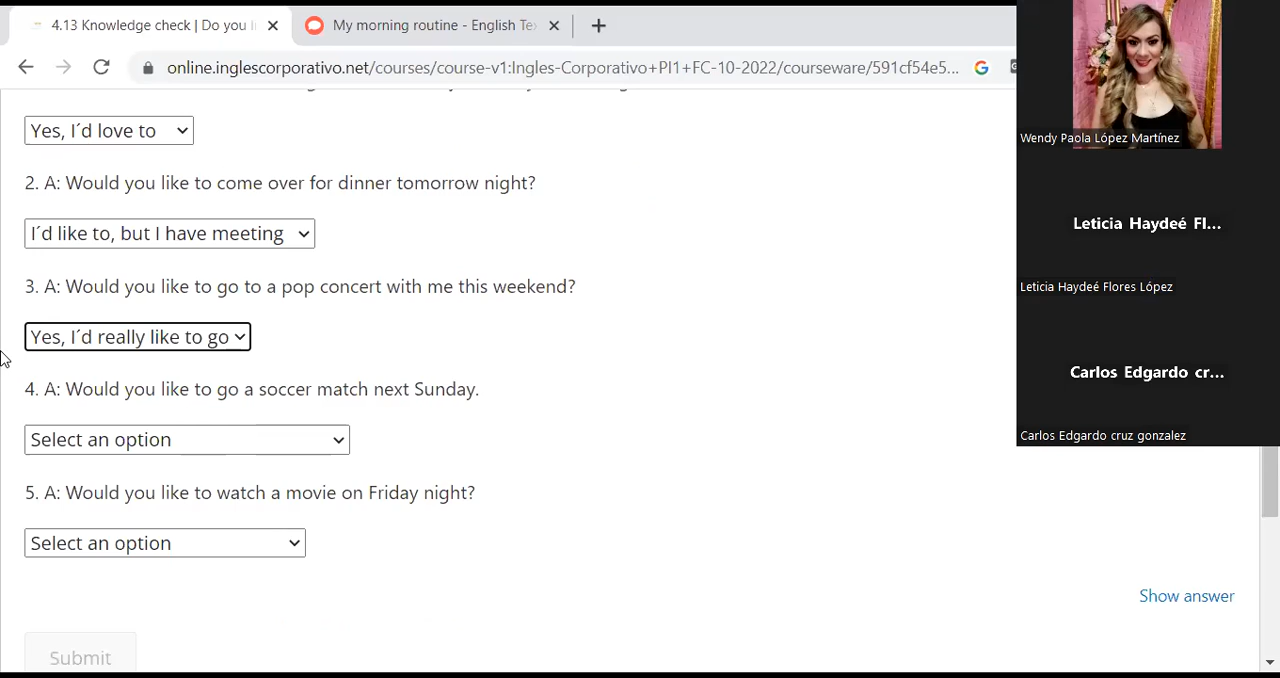 4.13 Knowledge check | Do you li
My morning routine - English Tex
online.inglescorporativo.net/courses/course-v1:Ingles-Corporativo+PI1+FC-10-2022/courseware/591cf54e5...
Yes, I´d love to
2. A: Would you like to come over for dinner tomorrow night?
I´d like to, but I have meeting
3. A: Would you like to go to a pop concert with me this weekend?
Yes, I´d really like to go
4. A: Would you like to go a soccer match next Sunday.
Select an option
5. A: Would you like to watch a movie on Friday night?
Select an option
Show answer
Submit
Wendy Paola López Martínez
Leticia Haydeé Fl...
Leticia Haydeé Flores López
Carlos Edgardo cr...
Carlos Edgardo cruz gonzalez